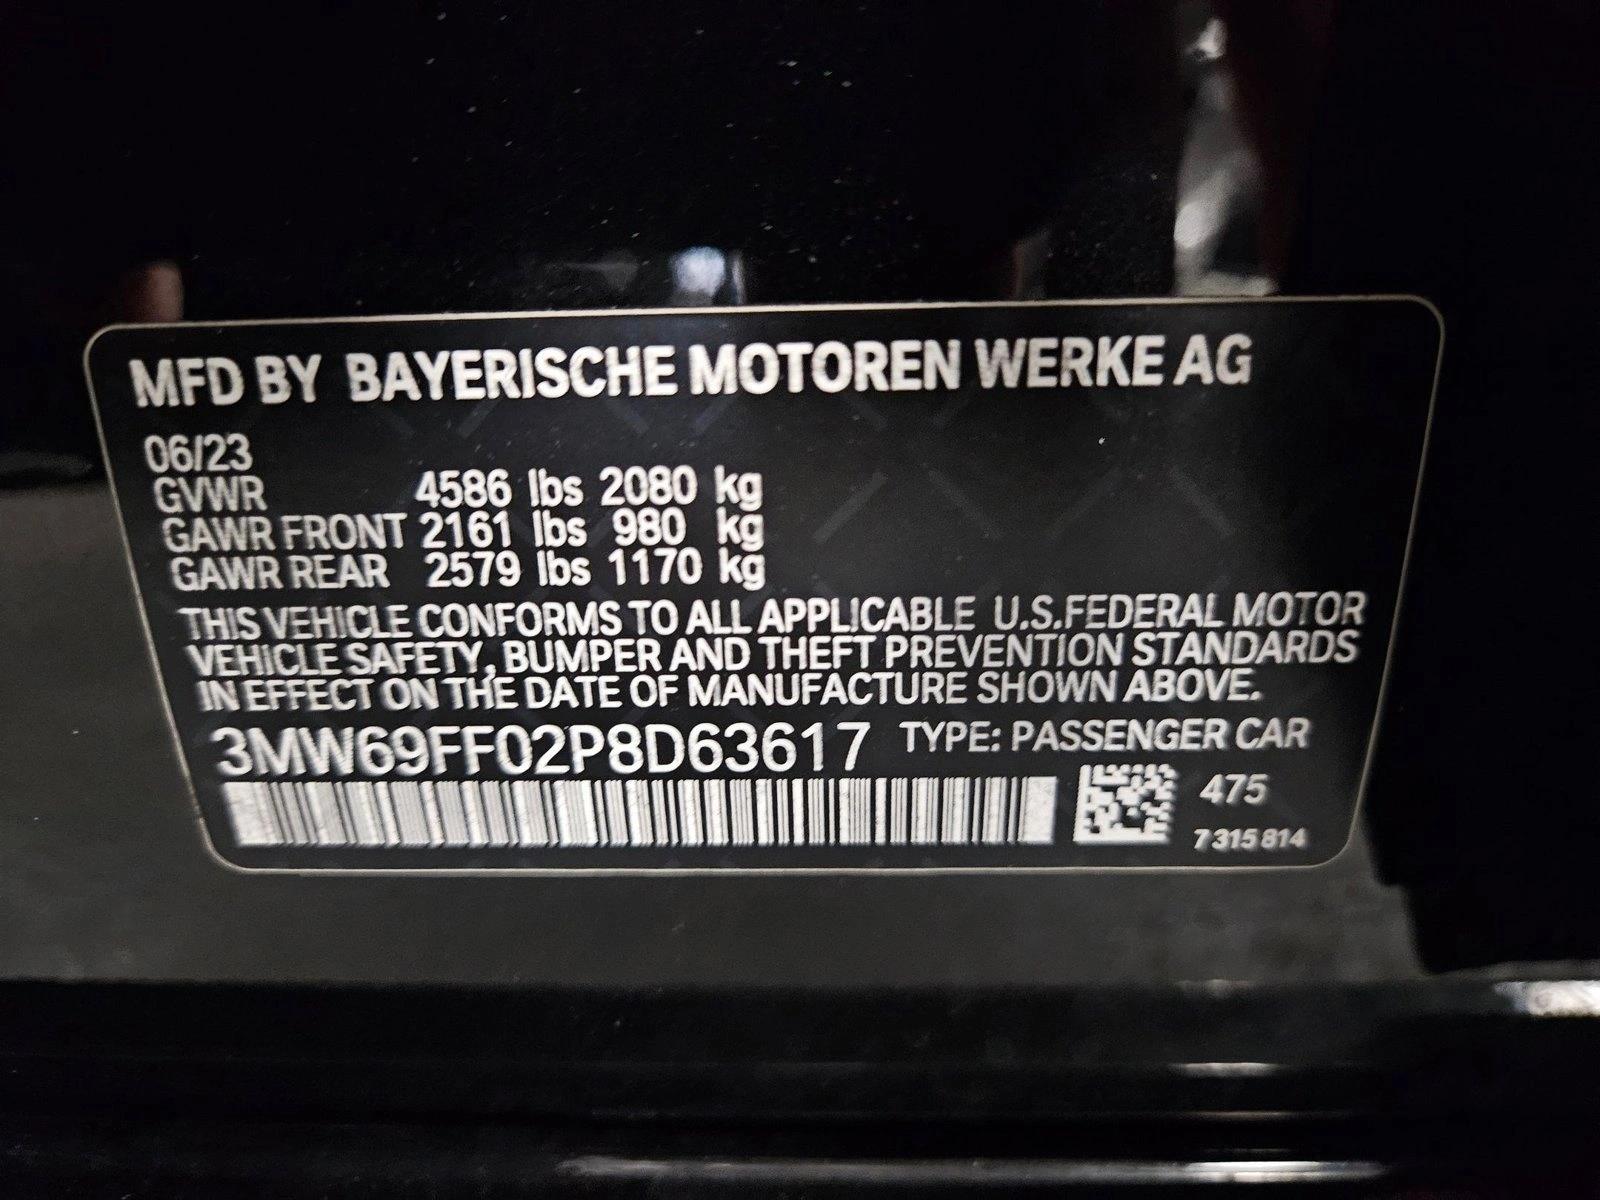 MFD BY BAYERISCHE MOTOREN WERKE AG
06/23
GVWR 4586 lbs 2080 kg
GAWR FRONT 2161 lbs 980 kg
GAWR REAR 2579 lbs 1170 kg
THIS VEHICLE CONFORMS TO ALL APPLICABLE U.S.FEDERAL MOTOR
VEHICLE SAFETY, BUMPER AND THEFT PREVENTION STANDARDS
IN EFFECT ON THE DATE OF MANUFACTURE SHOWN ABOVE.
3MW69FF02P8D63617 TYPE: PASSENGER CAR
475
7 315 814